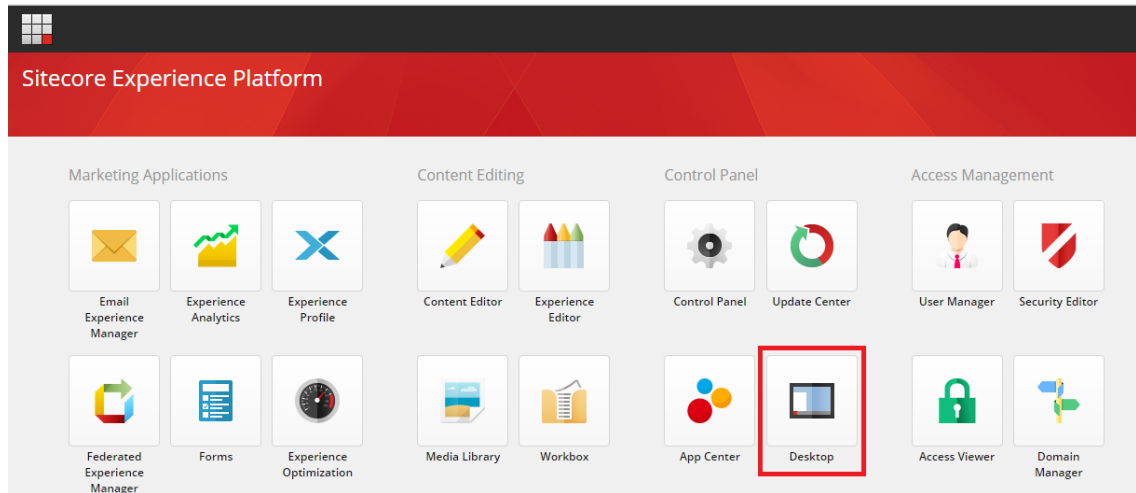 Sitecore Experience Platform
Marketing Applications
Content Editing
Control Panel
Access Management
Email
Experience
Manager
Experience
Analytics
Experience
Profile
Content Editor
Experience
Editor
Control Panel
Update Center
User Manager
Security Editor
Federated
Experience
Manager
Forms
Experience
Optimization
Media Library
Workbox
App Center
Desktop
Access Viewer
Domain
Manager